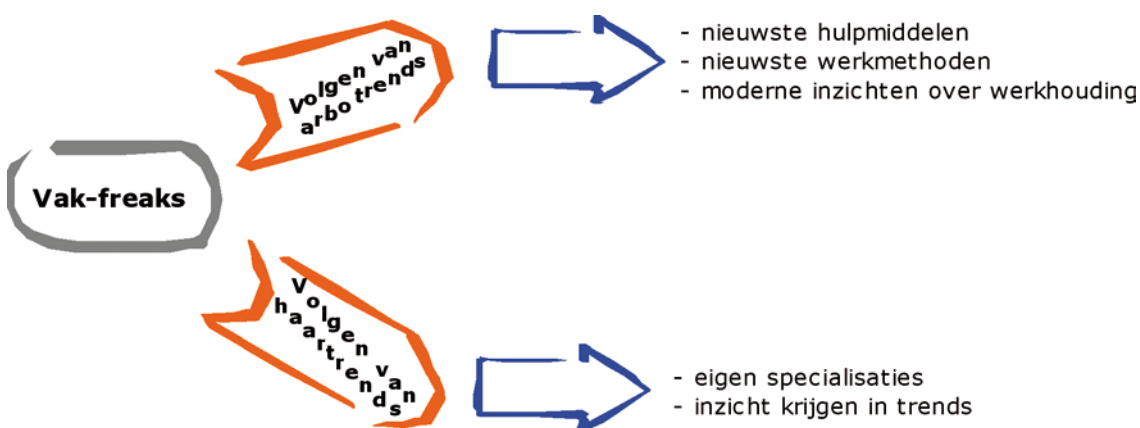 Vak-freaks
Volgen van
arbotrends
- nieuwste hulpmiddelen
- nieuwste werkmethoden
- moderne inzichten over werkhouding
Volgen van
haartrends
- eigen specialisaties
- inzicht krijgen in trends